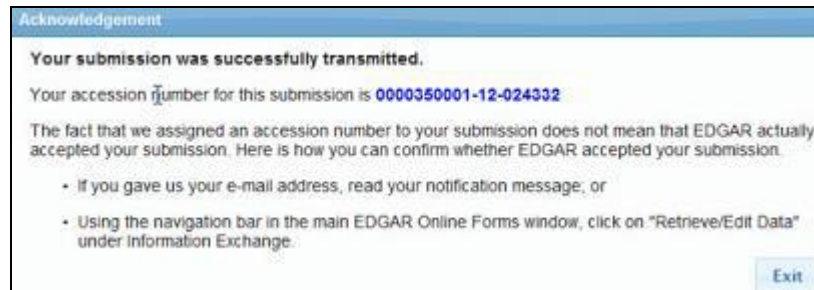 Acknowledgement
Your submission was successfully transmitted.
Your accession number for this submission is 0000350001-12-024332
The fact that we assigned an accession number to your submission does not mean that EDGAR actually
accepted your submission. Here is how you can confirm whether EDGAR accepted your submission.
• If you gave us your e-mail address, read your notification message; or
• Using the navigation bar in the main EDGAR Online Forms window, click on "Retrieve/Edit Data"
under Information Exchange.
Exit